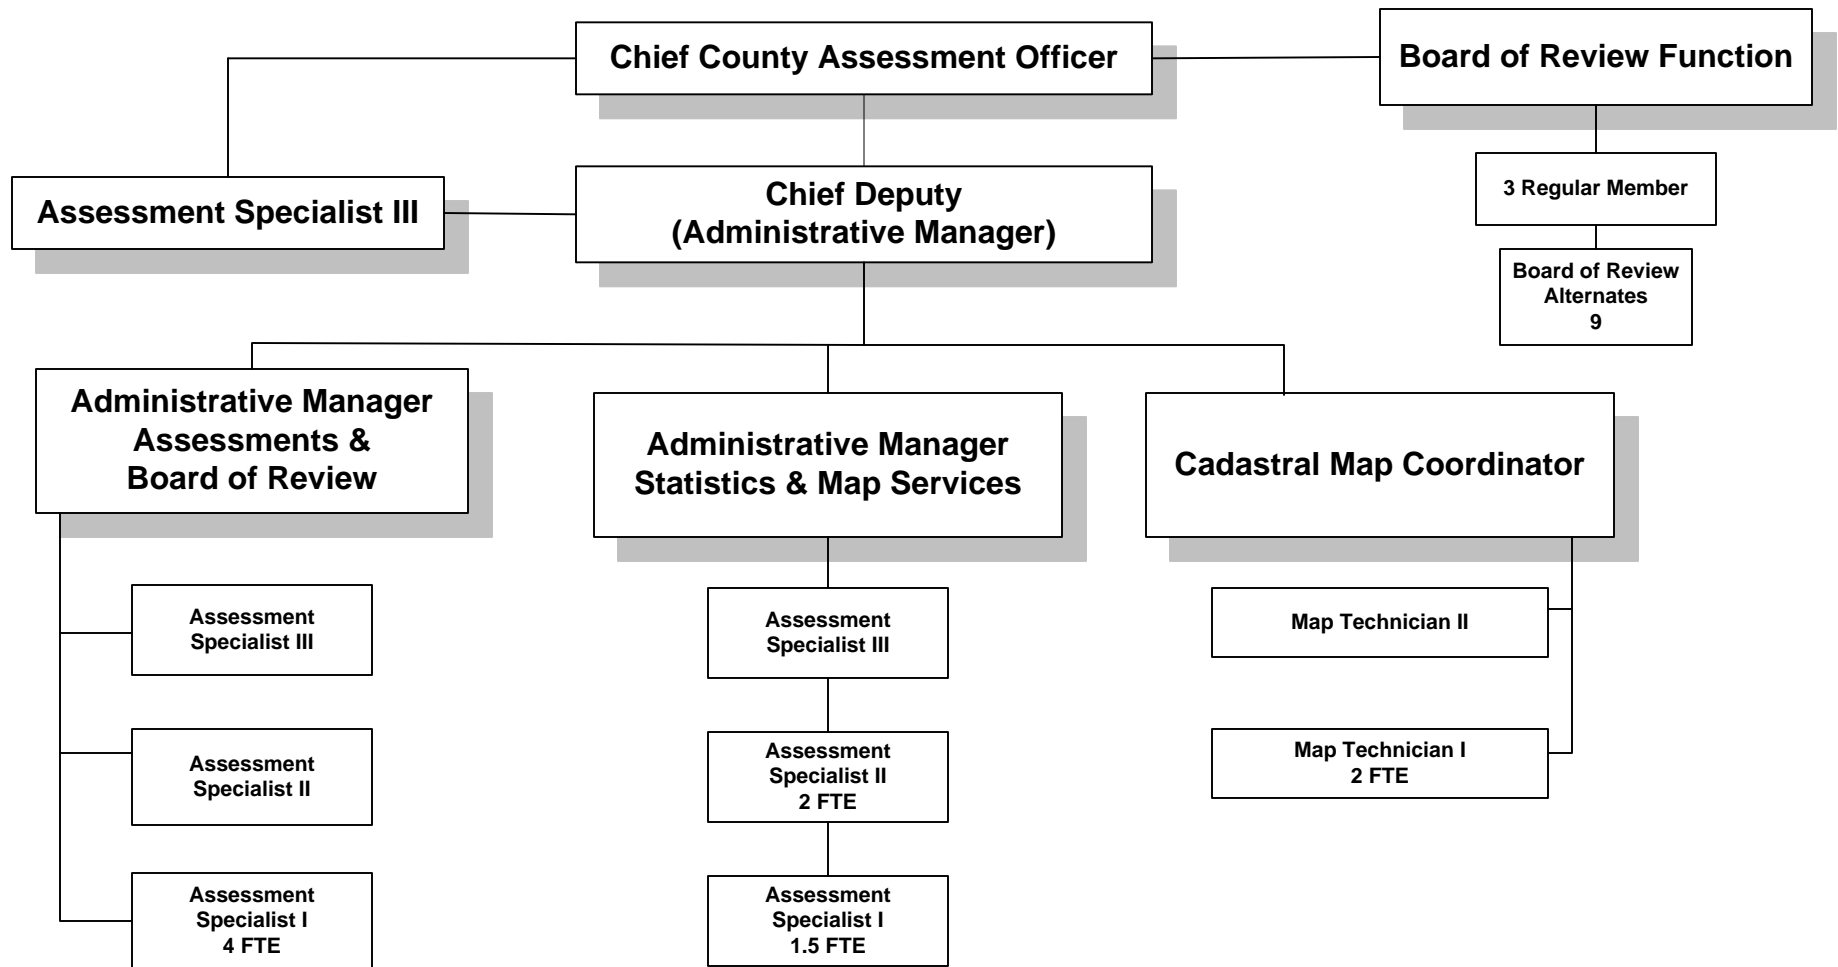 Chief County Assessment Officer
Board of Review Function
Assessment Specialist III
Chief Deputy
(Administrative Manager)
3 Regular Member
Board of Review
Alternates
9
Administrative Manager
Assessments &
Board of Review
Administrative Manager
Statistics & Map Services
Cadastral Map Coordinator
Assessment
Specialist III
Assessment
Specialist II
Assessment
Specialist I
4 FTE
Assessment
Specialist III
Assessment
Specialist II
2 FTE
Assessment
Specialist I
1.5 FTE
Map Technician II
Map Technician I
2 FTE